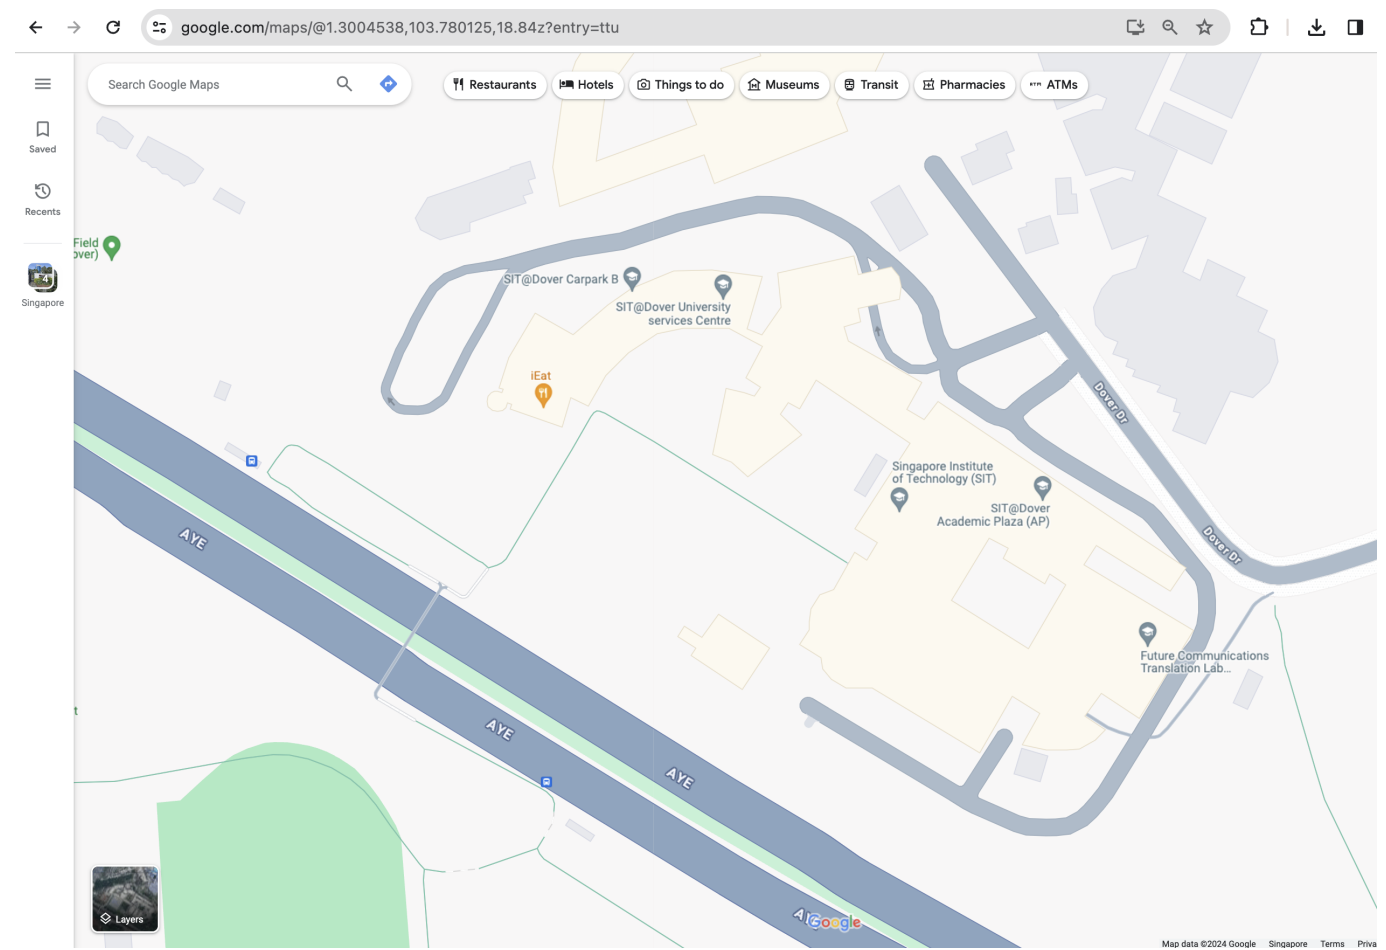 google.com/maps/@1.3004538,103.780125,18.84z?entry=ttu
Search Google Maps
Restaurants
Hotels
Things to do
Museums
Transit
Pharmacies
ATMs
Saved
Recents
4
Singapore
Field
over)
SIT@Dover Carpark B
SIT@Dover University
services Centre
iEat
Dover Dr
Singapore Institute
of Technology (SIT)
SIT@Dover
Academic Plaza (AP)
Dover Dr
AYE
Future Communications
Translation Lab...
t
AYE
AYE
Layers
Google
Map data ©2024 Google
Singapore
Terms
Priva